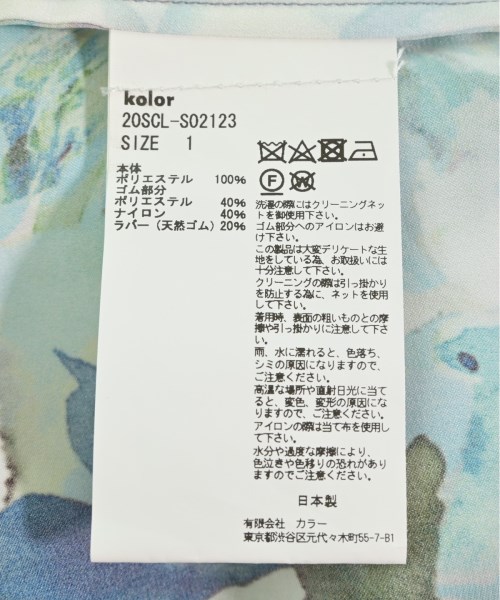 kolor
20SCL-S02123
SIZE 1
本体
ポリエステル 100%
ゴム部分
ポリエステル 40%
ナイロン 40%
ラバー(天然ゴム) 20%
F
W
洗濯の際にはクリーニングネッ
トを御使用下さい。
ゴム部分へのアイロンはお避
け下さい。
この製品は大変デリケートな生
地をしている為、お取扱いには
十分注意して下さい。
クリーニングの際は引っ掛かり
を防止する為に、ネットを使用
して下さい。
着用時、表面の粗いものとの摩
擦や引っ掛かりに注意して下さ
い。
雨、水に濡れると、色落ち、
シミの原因になりますので、
ご注意ください。
高温な場所や直射日光に当て
ると、変色、変形の原因にな
りますので、ご注意ください。
アイロンの際は当て布を使用し
て下さい。
水分や過度な摩擦により、
色泣きや色移りの恐れがあり
ますのでご注意ください。
日本製
有限会社 カラー
東京都渋谷区元代々木町55-7-B1